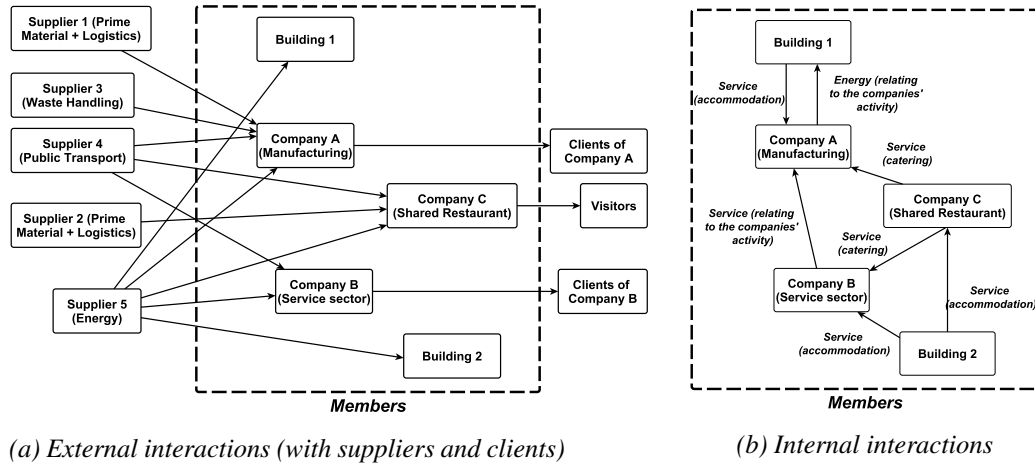 Supplier 1 (Prime
Material + Logistics)
Supplier 3
(Waste Handling)
Supplier 4
(Public Transport)
Supplier 2 (Prime
Material + Logistics)
Supplier 5
(Energy)
Building 1
Company A
(Manufacturing)
Company C
(Shared Restaurant)
Company B
(Service sector)
Building 2
Clients of
Company A
Visitors
Clients of
Company B
Members
(a) External interactions (with suppliers and clients)
Building 1
Service
(accommodation)
Energy (relating
to the companies'
activity)
Company A
(Manufacturing)
Service
(catering)
Company C
(Shared Restaurant)
Service (relating
to the companies'
activity)
Service
(catering)
Company B
(Service sector)
Service
(accommodation)
Service
(accommodation)
Building 2
Members
(b) Internal interactions